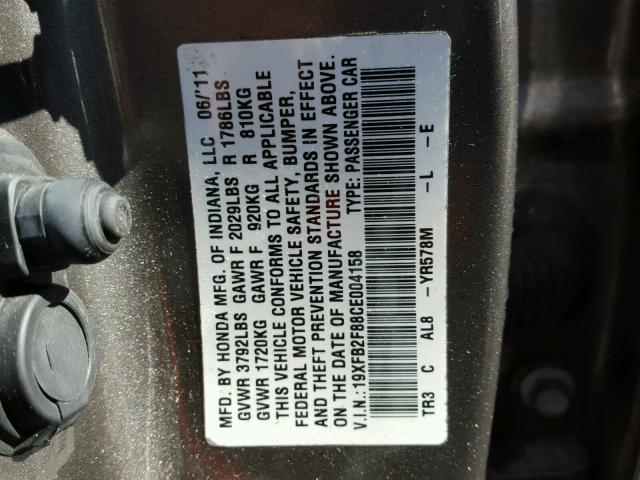 MFD. BY HONDA MFG. OF INDIANA, LLC 06/'11
GVWR 3792LBS GAWR F 2029LBS R 1786LBS
GVWR 1720KG GAWR F 920KG R 810KG
THIS VEHICLE CONFORMS TO ALL APPLICABLE
FEDERAL MOTOR VEHICLE SAFETY, BUMPER,
AND THEFT PREVENTION STANDARDS IN EFFECT
ON THE DATE OF MANUFACTURE SHOWN ABOVE.
V.I.N.:19XFB2F88CE004158 TYPE: PASSENGER CAR
TR3 C AL8 -YR578M -L -E